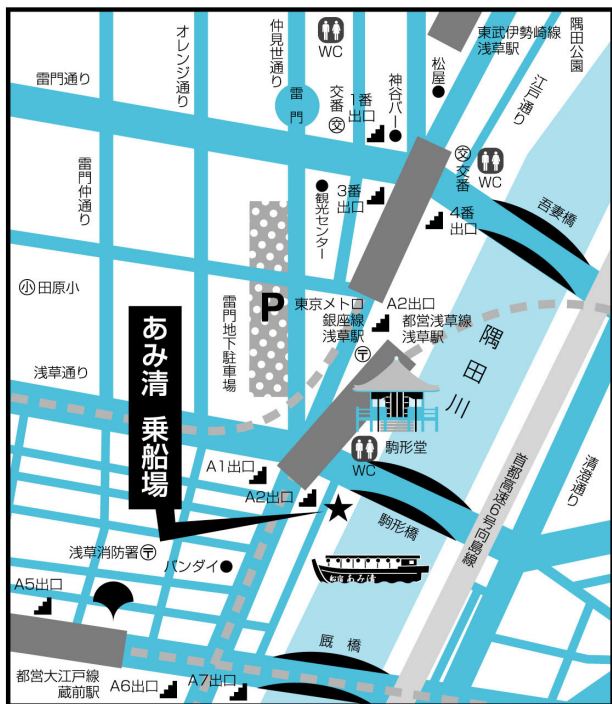 オレンジ通り
仲見世通り
WC
東武伊勢崎線
浅草駅
隅田公園
雷門通り
雷門
交番
交
1番
出口
神谷バー
松屋
江戸通り
交
交番
WC
雷門仲通り
観光センター
3番
出口
4番
出口
吾妻橋
小田原小
P
雷門地下駐車場
東京メトロ
銀座線
浅草駅
A2出口
都営浅草線
浅草駅
〒
隅田川
あみ清 乗船場
浅草通り
駒形堂
WC
A1出口
A2出口
駒形橋
首都高速6号向島線
清澄通り
浅草消防署
〒
バンダイ
A5出口
あみ清
厩橋
都営大江戸線
蔵前駅
A6出口
A7出口